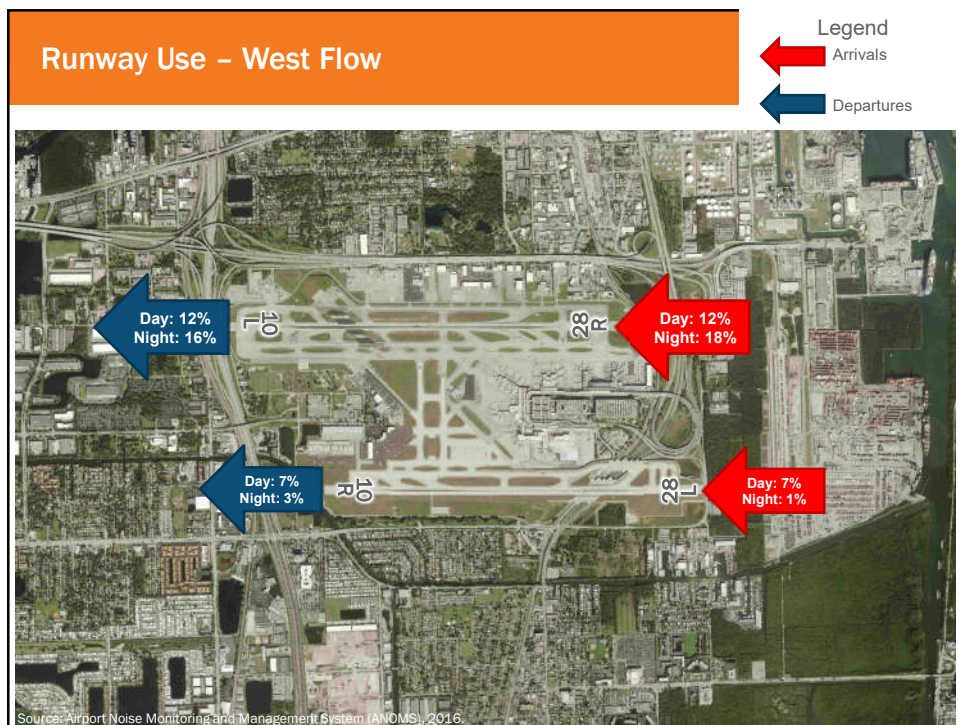 Runway Use – West Flow
Legend
Arrivals
Departures
Day: 12%
Night: 16%
10
L
28
R
Day: 12%
Night: 18%
Day: 7%
Night: 3%
10
R
28
L
Day: 7%
Night: 1%
Source: Airport Noise Monitoring and Management System (ANOMS), 2016.